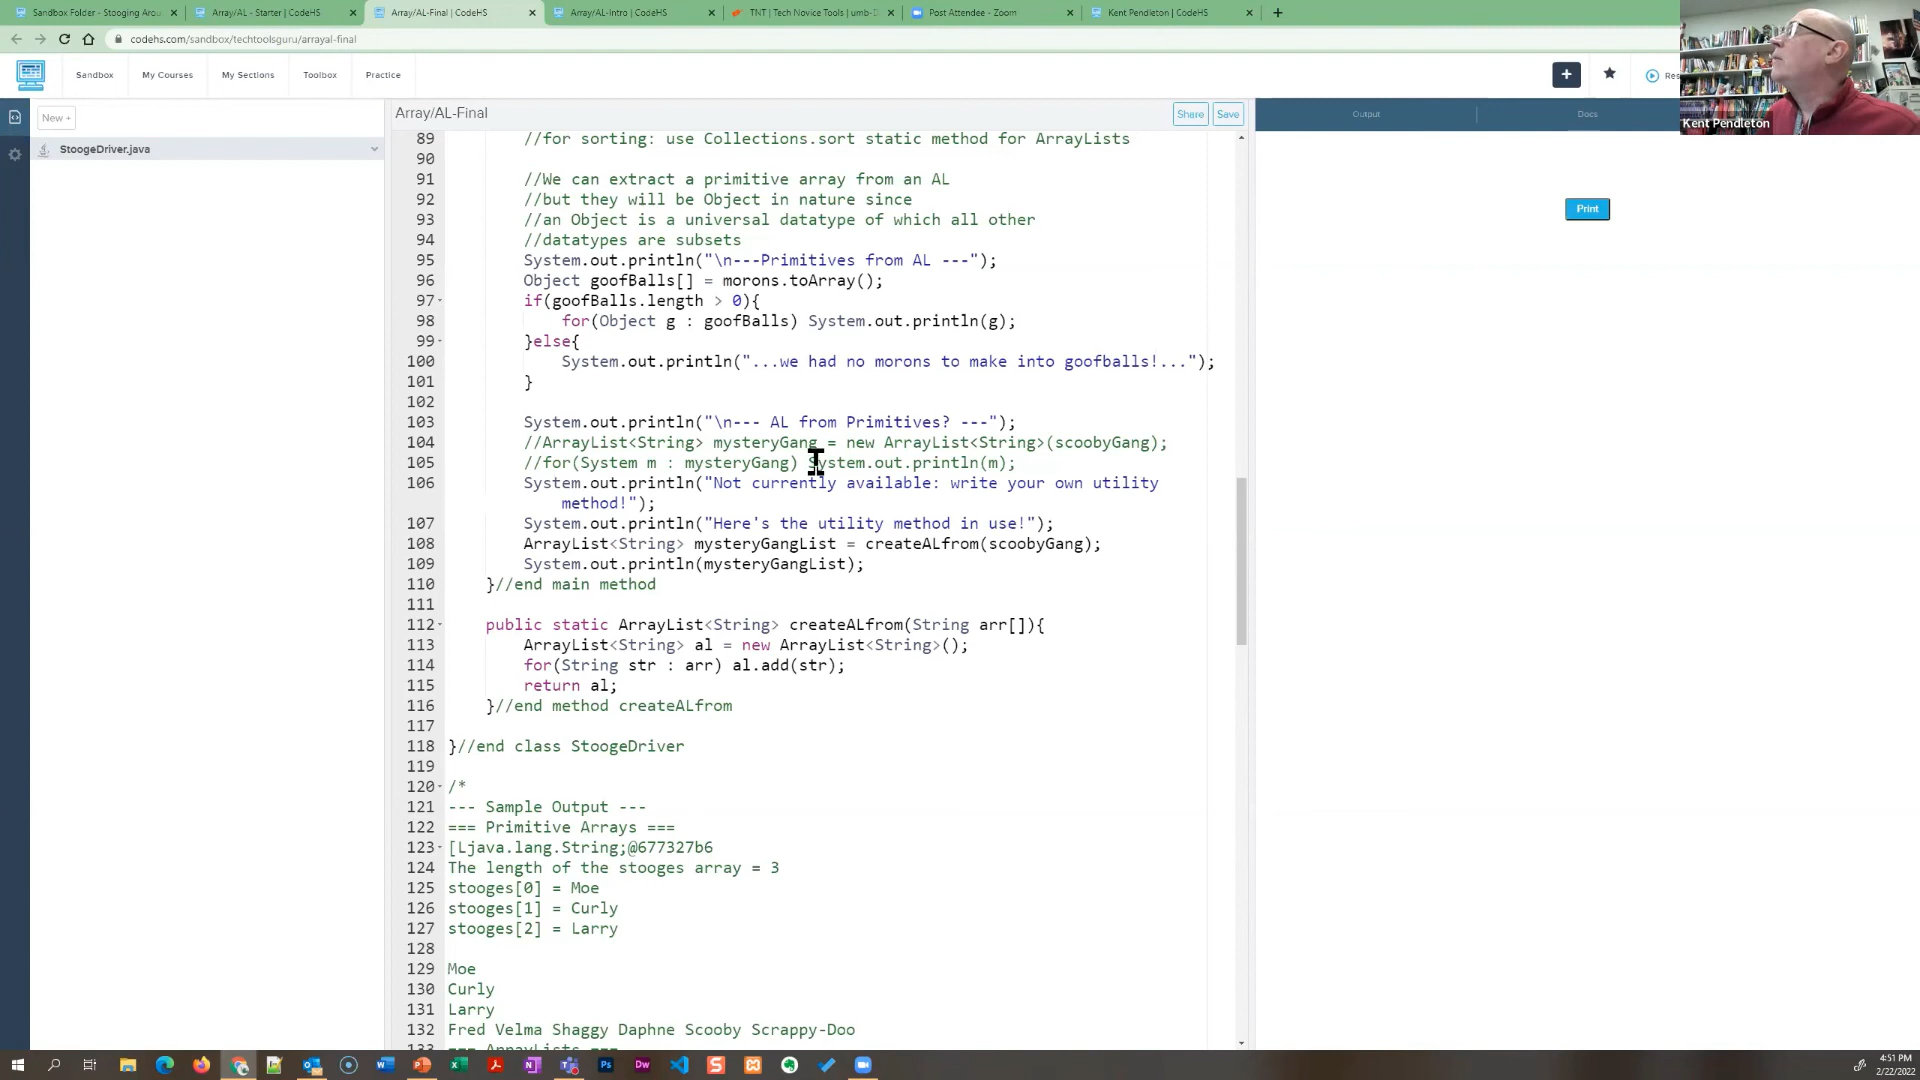 Sandbox Folder - Stooging Arou
Array/AL - Starter | CodeHS
Array/AL-Final | CodeHS
Array/AL-Intro | CodeHS
TNT | Tech Novice Tools | umb-D
Post Attendee - Zoom
Kent Pendleton | CodeHS
codehs.com/sandbox/techtoolsguru/arrayal-final
Sandbox
My Courses
My Sections
Toolbox
Practice
Res
Kent Pendleton
New +
StoogeDriver.java
Array/AL-Final
Share
Save
Output
Docs
Print
89 //for sorting: use Collections.sort static method for ArrayLists
90
91 //We can extract a primitive array from an AL
92 //but they will be Object in nature since
93 //an Object is a universal datatype of which all other
94 //datatypes are subsets
95 System.out.println("\n---Primitives from AL ---");
96 Object goofBalls[] = morons.toArray();
97 if(goofBalls.length > 0){
98 for(Object g : goofBalls) System.out.println(g);
99 }else{
100 System.out.println("...we had no morons to make into goofballs!...");
101 }
102
103 System.out.println("\n--- AL from Primitives? ---");
104 //ArrayList<String> mysteryGang = new ArrayList<String>(scoobyGang);
105 //for(System m : mysteryGang) System.out.println(m);
106 System.out.println("Not currently available: write your own utility
method!");
107 System.out.println("Here's the utility method in use!");
108 ArrayList<String> mysteryGangList = createALfrom(scoobyGang);
109 System.out.println(mysteryGangList);
110 }//end main method
111
112 public static ArrayList<String> createALfrom(String arr[]){
113 ArrayList<String> al = new ArrayList<String>();
114 for(String str : arr) al.add(str);
115 return al;
116 }//end method createALfrom
117
118 }//end class StoogeDriver
119
120 /*
121 --- Sample Output ---
122 === Primitive Arrays ===
123 [Ljava.lang.String;@677327b6
124 The length of the stooges array = 3
125 stooges[0] = Moe
126 stooges[1] = Curly
127 stooges[2] = Larry
128
129 Moe
130 Curly
131 Larry
132 Fred Velma Shaggy Daphne Scooby Scrappy-Doo
133 === ArrayLists ===
4:51 PM
2/22/2022